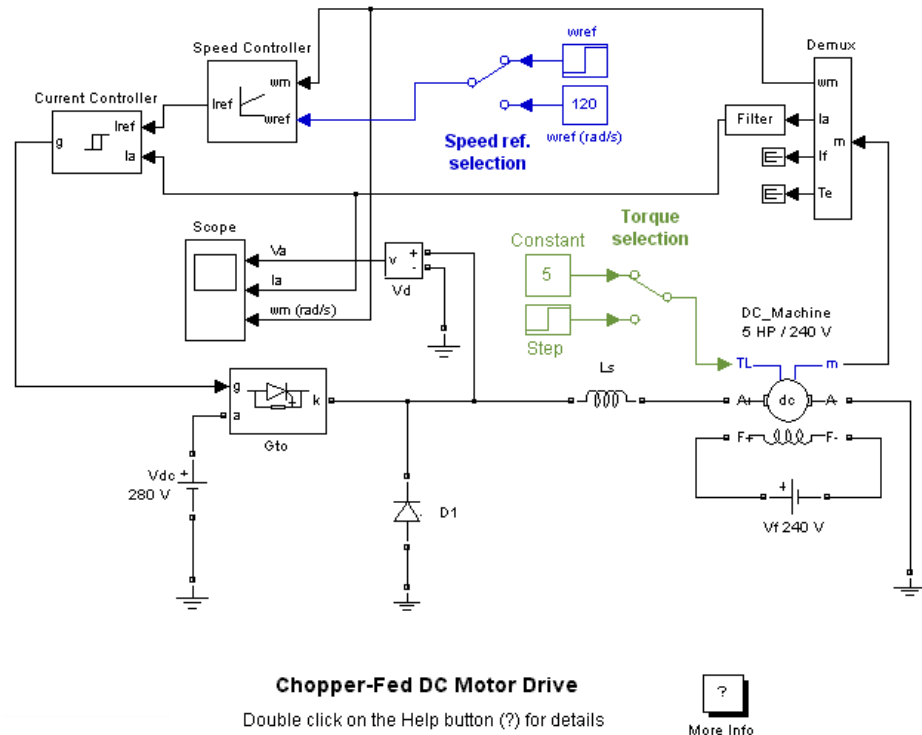 wref
Speed Controller
Demux
wm
wm
Current Controller
Iref
wref
120
Filter
Ia
Iref
g
Ia
Speed ref.
selection
wref (rad/s)
m
If
Te
Scope
Torque
selection
Va
Constant
v
+
-
Ia
Vd
5
wm (rad/s)
DC_Machine
5 HP / 240 V
Step
Ls
TL
m
g
a
k
A+
dc
A-
Gto
F+
F-
Vdc
+
280 V
D1
+
Vf 240 V
Chopper-Fed DC Motor Drive
?
Double click on the Help button (?) for details
More Info